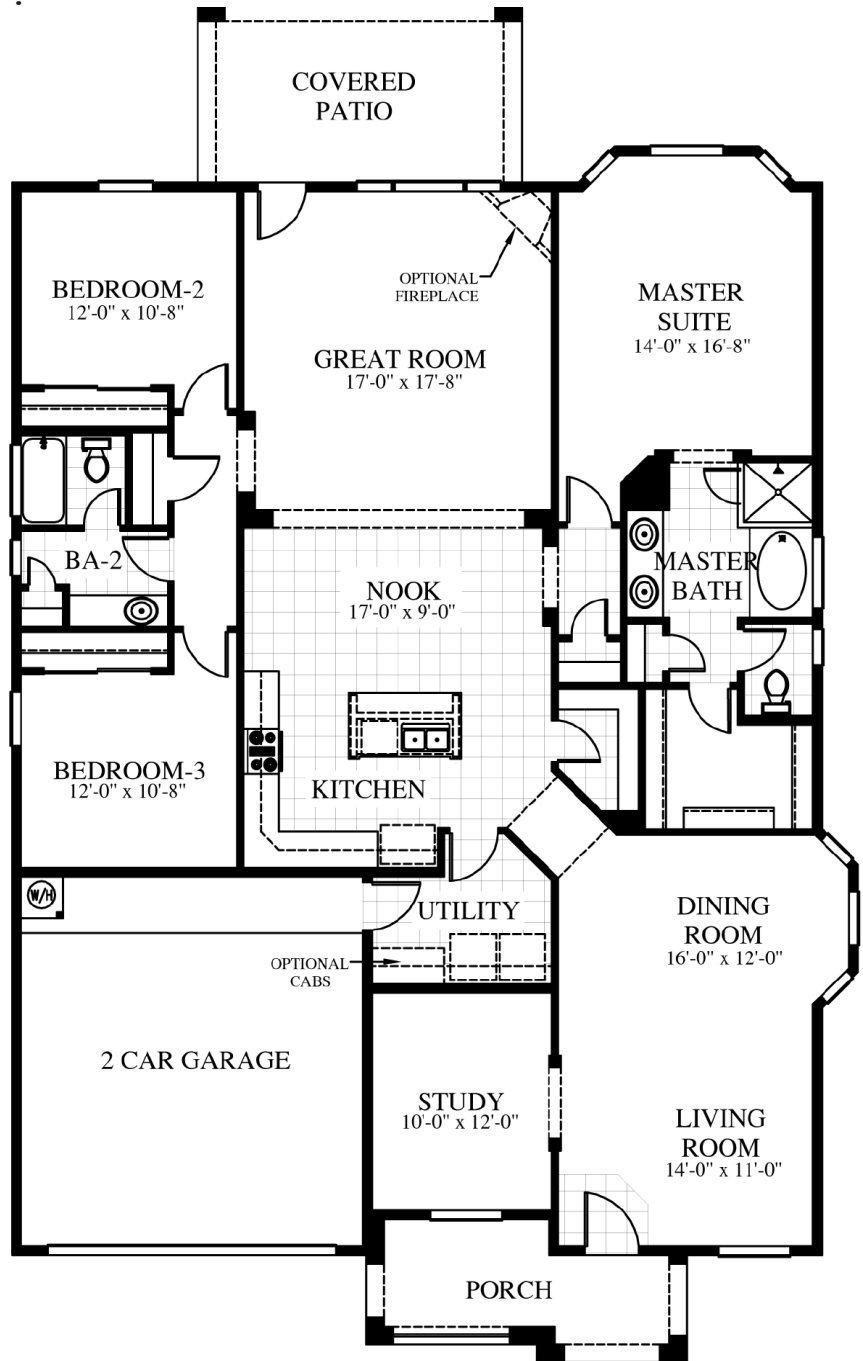 COVERED
PATIO
BEDROOM-2
12'-0" x 10'-8"
OPTIONAL
FIREPLACE
GREAT ROOM
17'-0" x 17'-8"
MASTER
SUITE
14'-0" x 16'-8"
BA-2
NOOK
17'-0" x 9'-0"
MASTER
BATH
BEDROOM-3
12'-0" x 10'-8"
KITCHEN
W/H
UTILITY
OPTIONAL
CABS
DINING
ROOM
16'-0" x 12'-0"
2 CAR GARAGE
STUDY
10'-0" x 12'-0"
LIVING
ROOM
14'-0" x 11'-0"
PORCH